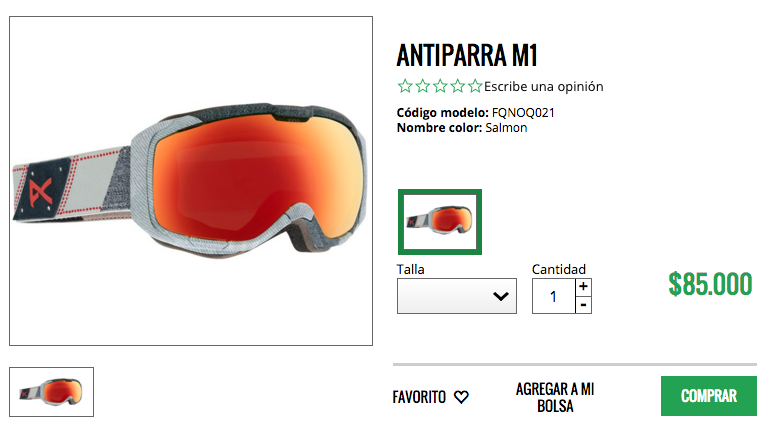 ANTIPARRA M1
Escribe una opinión
Código modelo: FQNOQ021
Nombre color: Salmon
Talla
Cantidad
1
+
-
$85.000
FAVORITO
AGREGAR A MI
BOLSA
COMPRAR